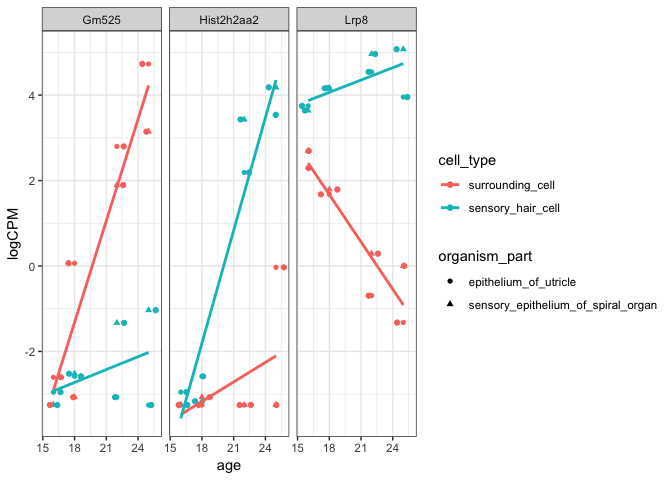 Gm525 Hist2h2aa2 Lrp8
4
2
0
-2
logCPM
15 18 21 24 15 18 21 24 15 18 21 24
age
cell_type
surrounding_cell
sensory_hair_cell
organism_part
epithelium_of_utricle
sensory_epithelium_of_spiral_organ